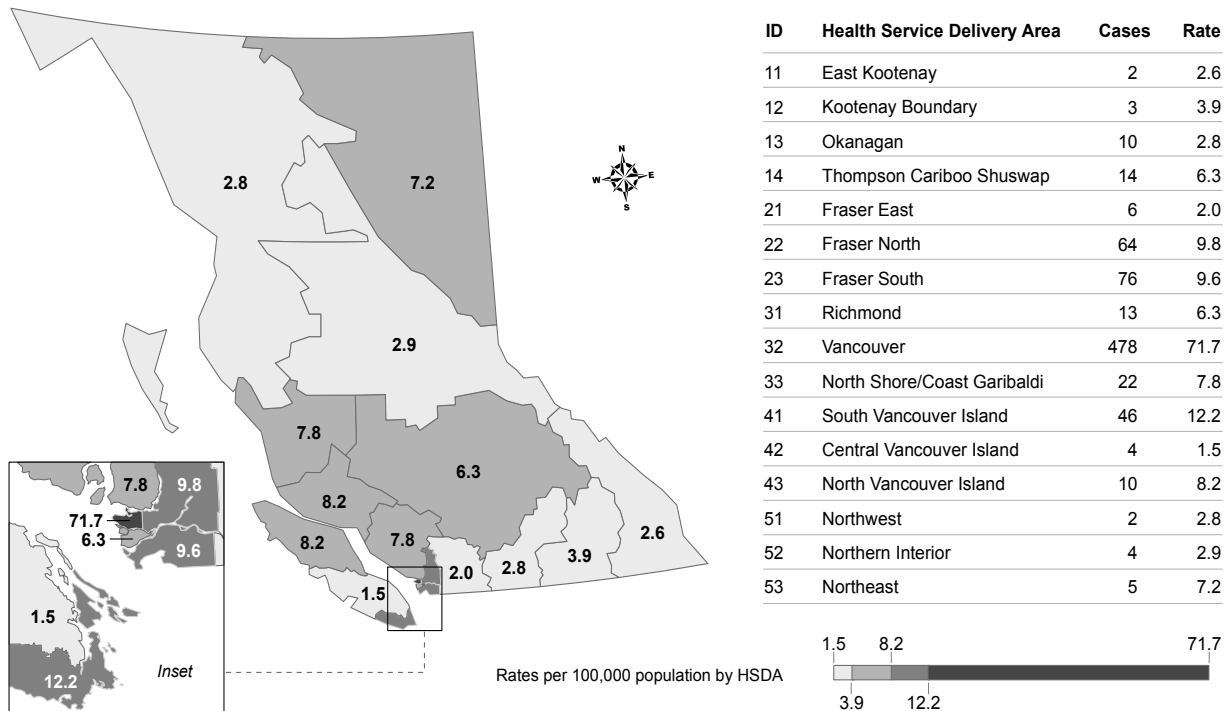 ID Health Service Delivery Area Cases Rate
11 East Kootenay 2 2.6
12 Kootenay Boundary 3 3.9
13 Okanagan 10 2.8
14 Thompson Cariboo Shuswap 14 6.3
21 Fraser East 6 2.0
22 Fraser North 64 9.8
23 Fraser South 76 9.6
31 Richmond 13 6.3
32 Vancouver 478 71.7
33 North Shore/Coast Garibaldi 22 7.8
41 South Vancouver Island 46 12.2
42 Central Vancouver Island 4 1.5
43 North Vancouver Island 10 8.2
51 Northwest 2 2.8
52 Northern Interior 4 2.9
53 Northeast 5 7.2
N
W E
S
2.8
7.2
2.9
7.8
6.3
8.2
8.2
7.8
2.0
2.8
3.9
2.6
1.5
7.8
9.8
71.7
6.3
9.6
1.5
12.2
Inset
Rates per 100,000 population by HSDA
1.5 8.2 71.7
3.9 12.2